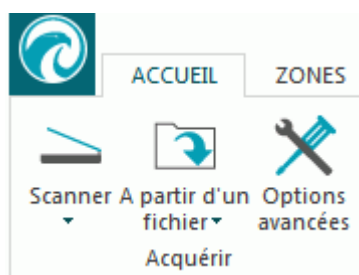 ACCUEIL ZONES
Scanner A partir d'un Options
fichier avancées
Acquérir